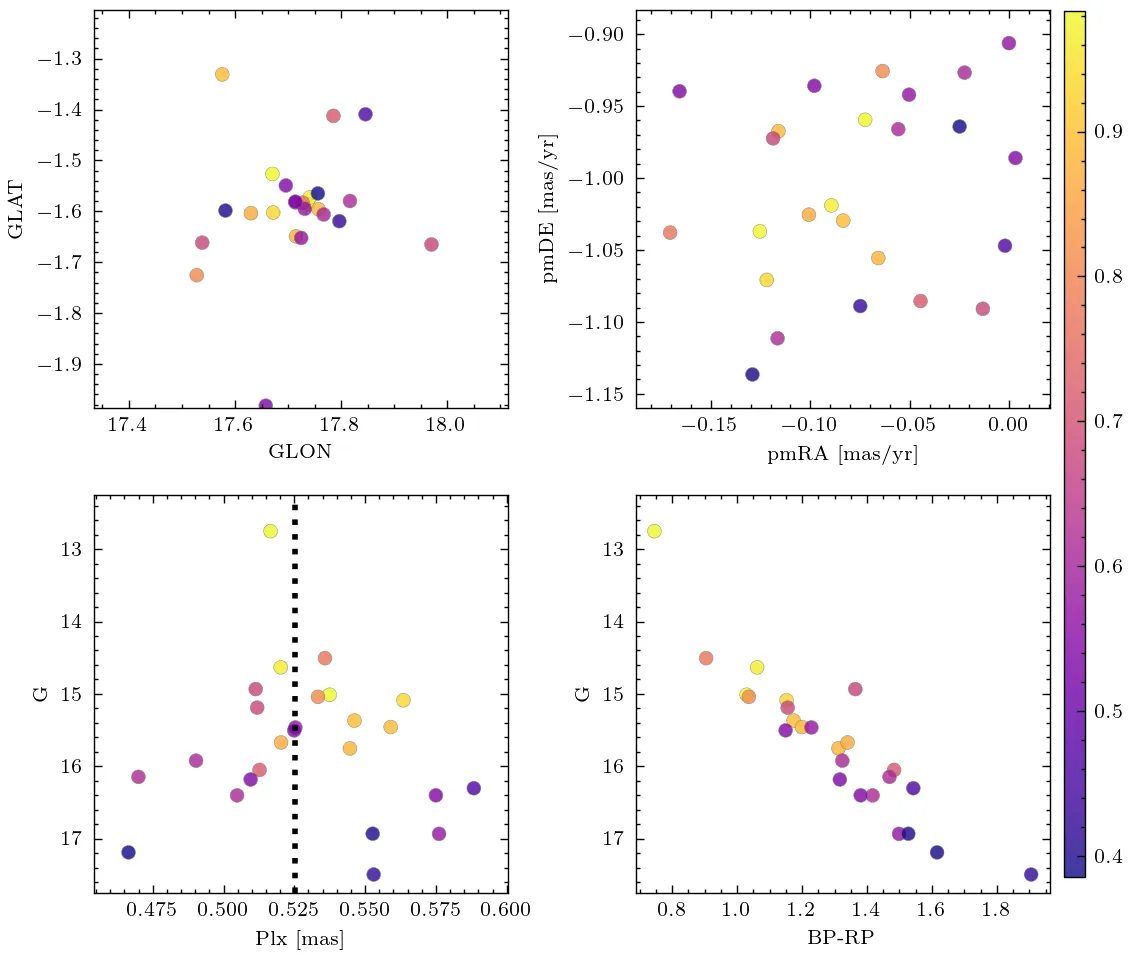 −1.3
−1.4
−1.5
−1.6
−1.7
−1.8
−1.9
GLAT
17.4 17.6 17.8 18.0
GLON
−0.90
−0.95
−1.00
−1.05
−1.10
−1.15
pmDE [mas/yr]
−0.15 −0.10 −0.05 0.00
pmRA [mas/yr]
0.9
0.8
0.7
0.6
0.5
0.4
13
14
15
16
17
G
0.475 0.500 0.525 0.550 0.575 0.600
Plx [mas]
13
14
15
16
17
G
0.8 1.0 1.2 1.4 1.6 1.8
BP-RP